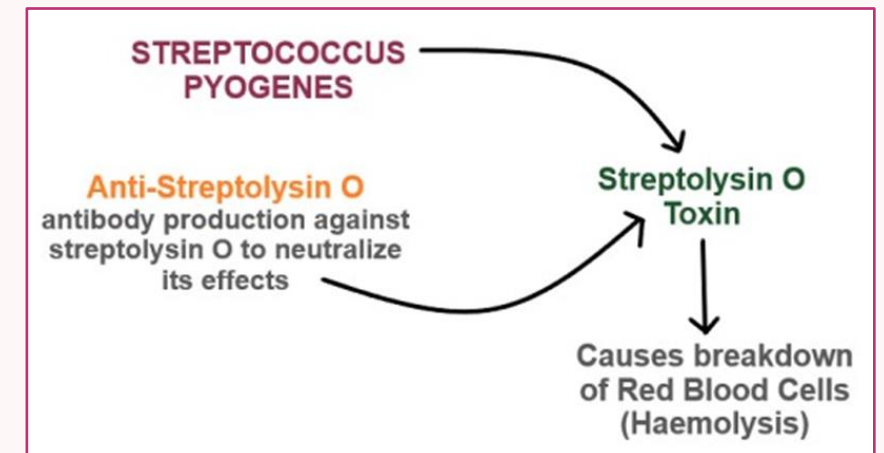 STREPTOCOCCUS
PYOGENES
Anti-Streptolysin O
antibody production against
streptolysin O to neutralize
its effects
Streptolysin O
Toxin
Causes breakdown
of Red Blood Cells
(Haemolysis)